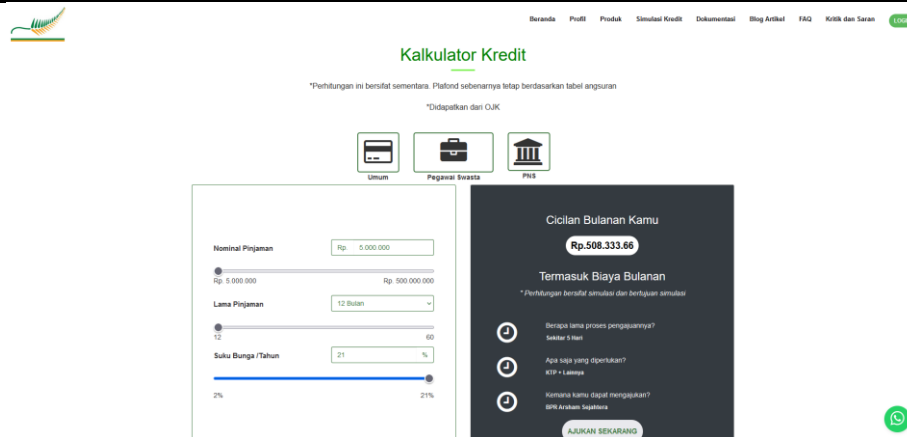 Beranda Profil Produk Simulasi Kredit Dokumentasi Blog Artikel FAQ Kritik dan Saran LOGI
Kalkulator Kredit
*Perhitungan ini bersifat sementara. Plafond sebenarnya tetap berdasarkan tabel angsuran
*Didapatkan dari OJK
Umum Pegawai Swasta PNS
Nominal Pinjaman Rp. 5.000.000
Rp. 5.000.000 Rp. 500.000.000
Lama Pinjaman 12 Bulan
12 60
Suku Bunga /Tahun 21 %
2% 21%
Cicilan Bulanan Kamu
Rp.508.333.66
Termasuk Biaya Bulanan
* Perhitungan bersifat simulasi dan bertujuan simulasi
Berapa lama proses pengajuannya?
Sekitar 5 Hari
Apa saja yang diperlukan?
KTP + Lainnya
Kemana kamu dapat mengajukan?
BPR Arsham Sejahtera
AJUKAN SEKARANG